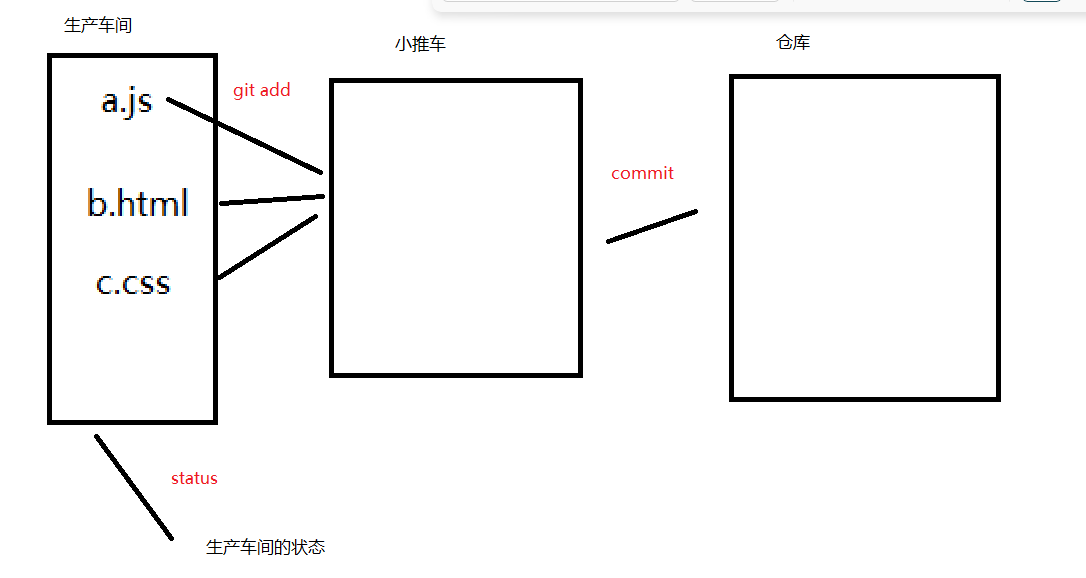 生产车间
小推车
仓库
a.js
git add
b.html
commit
c.css
status
生产车间的状态